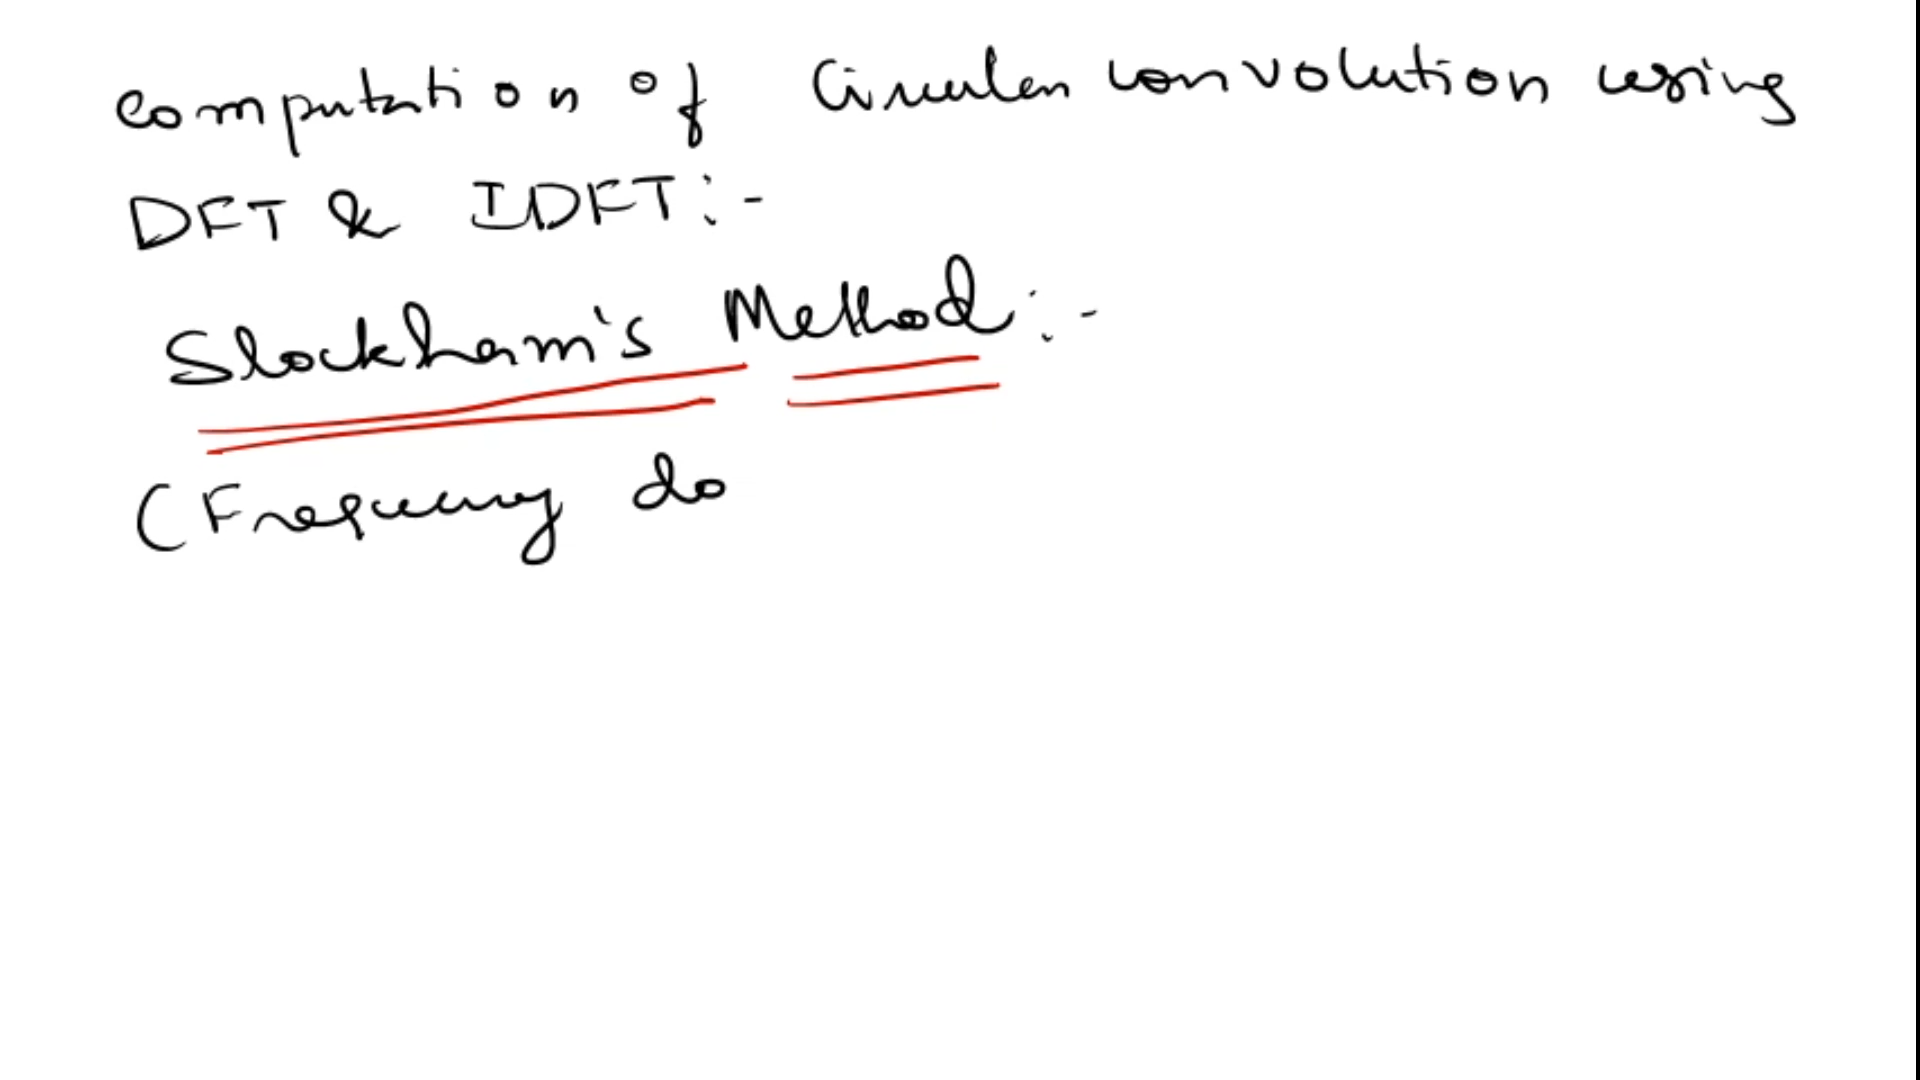 Computation of Circular convolution using
DFT & IDFT:-
Stockham's Method:-
(Frequency do